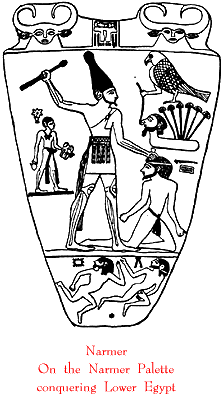 Narmer
On the Narmer Palette
conquering Lower Egypt